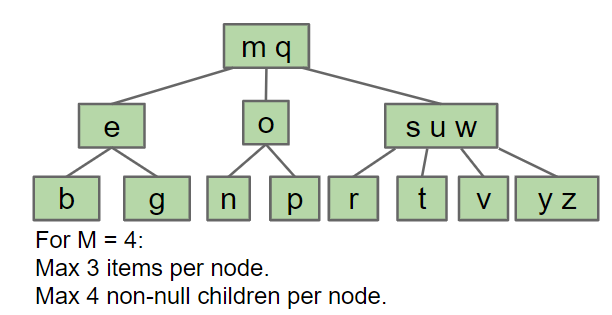 m q
e o s u w
b g n p r t v y z
For M = 4:
Max 3 items per node.
Max 4 non-null children per node.